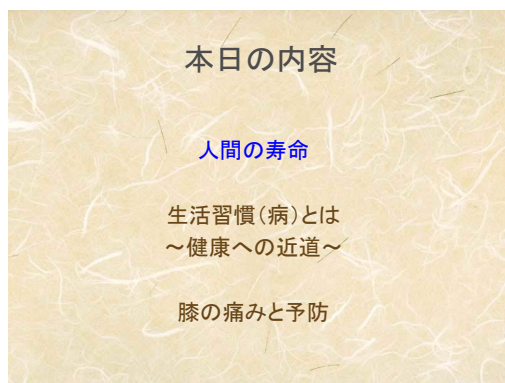 本日の内容
人間の寿命
生活習慣(病)とは
～健康への近道～
膝の痛みと予防